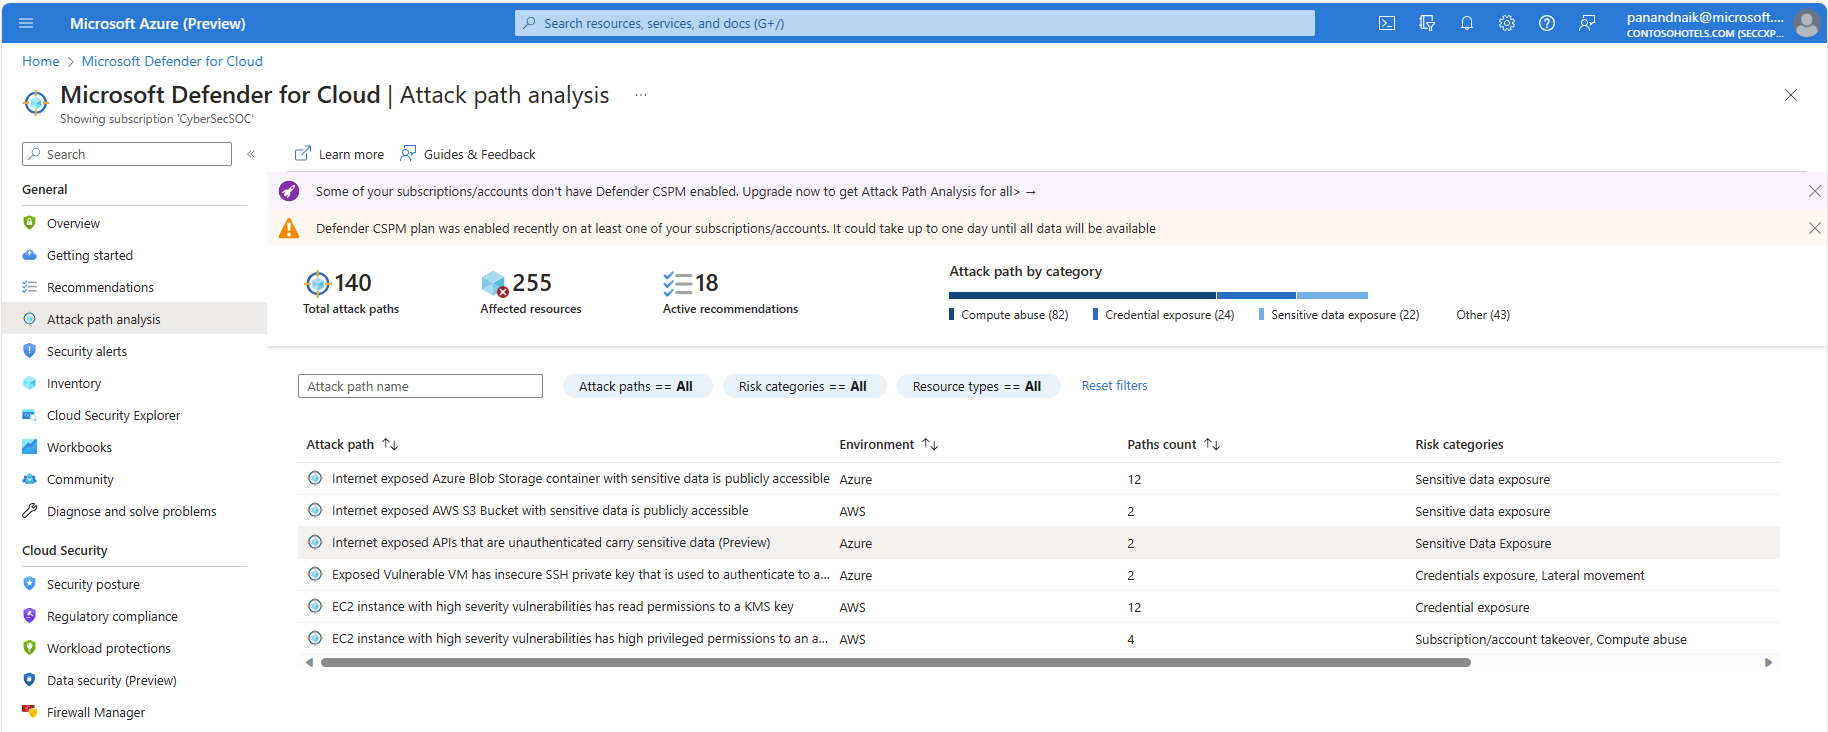 Microsoft Azure (Preview)
Search resources, services, and docs (G+/)
panandnaik@microsoft....
CONTOSOHOTELS.COM (SECCXP...
Home > Microsoft Defender for Cloud
Microsoft Defender for Cloud | Attack path analysis ...
Showing subscription 'CyberSecSOC'
Search
«
General
Overview
Getting started
Recommendations
Attack path analysis
Security alerts
Inventory
Cloud Security Explorer
Workbooks
Community
Diagnose and solve problems
Cloud Security
Security posture
Regulatory compliance
Workload protections
Data security (Preview)
Firewall Manager
Learn more Guides & Feedback
Some of your subscriptions/accounts don't have Defender CSPM enabled. Upgrade now to get Attack Path Analysis for all> →
Defender CSPM plan was enabled recently on at least one of your subscriptions/accounts. It could take up to one day until all data will be available
140
Total attack paths
255
Affected resources
18
Active recommendations
Attack path by category
Compute abuse (82) Credential exposure (24) Sensitive data exposure (22) Other (43)
Attack path name
Attack paths == All Risk categories == All Resource types == All Reset filters
Attack path ↑↓ Environment ↑↓ Paths count ↑↓ Risk categories
Internet exposed Azure Blob Storage container with sensitive data is publicly accessible Azure 12 Sensitive data exposure
Internet exposed AWS S3 Bucket with sensitive data is publicly accessible AWS 2 Sensitive data exposure
Internet exposed APIs that are unauthenticated carry sensitive data (Preview) Azure 2 Sensitive Data Exposure
Exposed Vulnerable VM has insecure SSH private key that is used to authenticate to a... Azure 2 Credentials exposure, Lateral movement
EC2 instance with high severity vulnerabilities has read permissions to a KMS key AWS 12 Credential exposure
EC2 instance with high severity vulnerabilities has high privileged permissions to an a... AWS 4 Subscription/account takeover, Compute abuse